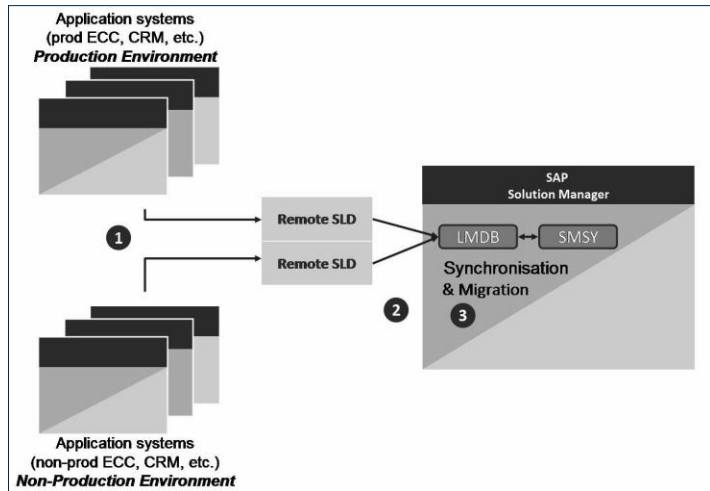 Application systems
(prod ECC, CRM, etc.)
Production Environment
1
Remote SLD
Remote SLD
SAP
Solution Manager
LMDB
SMSY
Synchronisation
& Migration
2
3
Application systems
(non-prod ECC, CRM, etc.)
Non-Production Environment